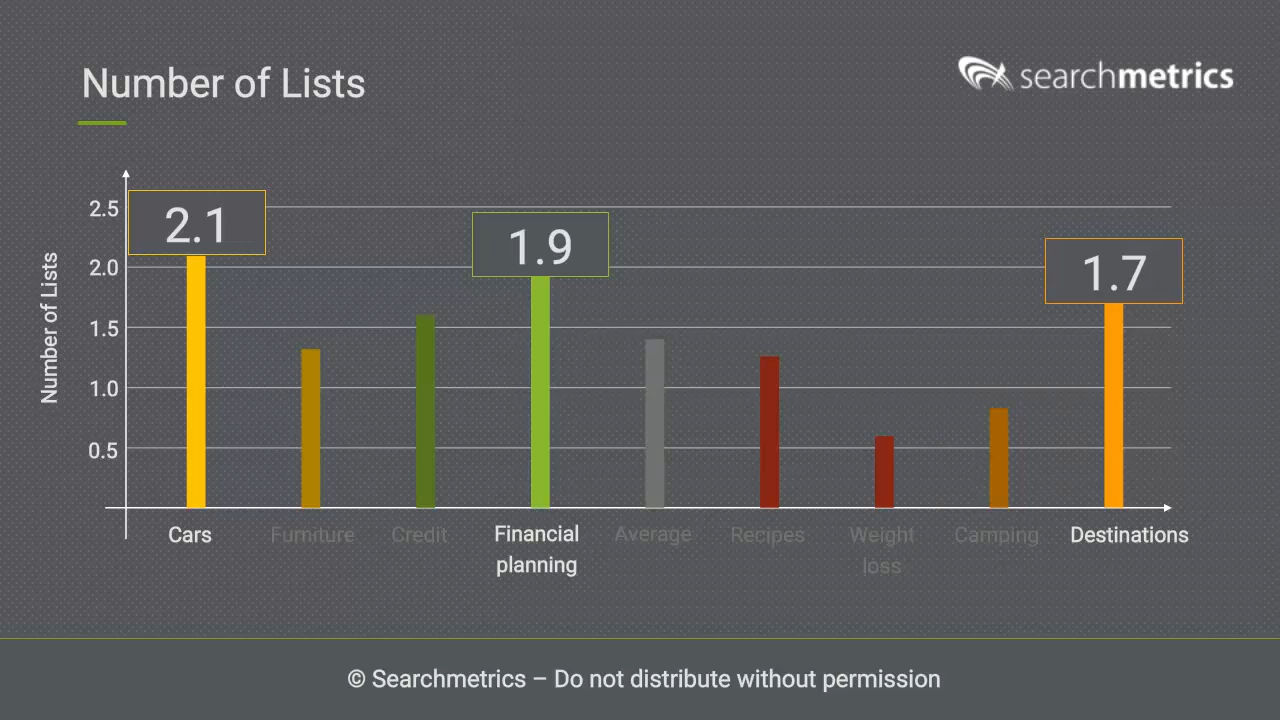 Number of Lists
searchmetrics
2.5
2.0
1.5
1.0
0.5
Number of Lists
2.1
1.9
1.7
Cars
Furniture
Credit
Financial
planning
Average
Recipes
Weight
loss
Camping
Destinations
© Searchmetrics – Do not distribute without permission